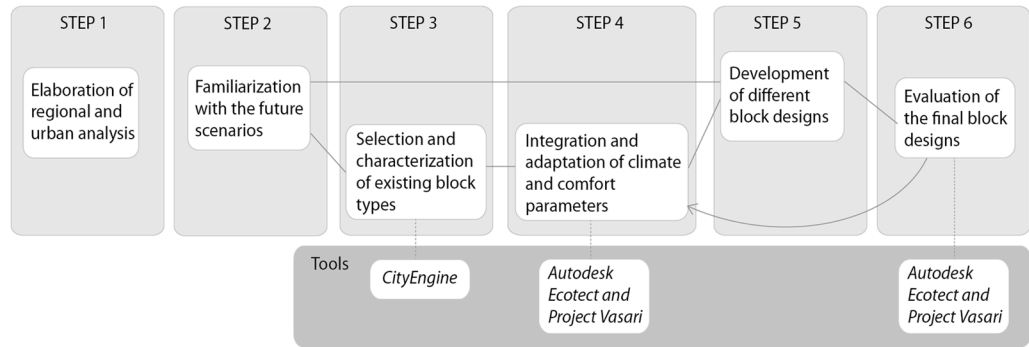 STEP 1
Elaboration of
regional and
urban analysis
STEP 2
Familiarization
with the future
scenarios
STEP 3
Selection and
characterization
of existing block
types
STEP 4
Integration and
adaptation of climate
and comfort
parameters
STEP 5
Development
of different
block designs
STEP 6
Evaluation of
the final block
designs
Tools
CityEngine
Autodesk
Ecotect and
Project Vasari
Autodesk
Ecotect and
Project Vasari